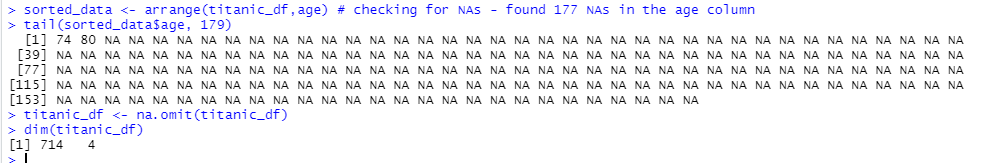 > sorted_data <- arrange(titanic_df,age) # checking for NAs - found 177 NAs in the age column
> tail(sorted_data$age, 179)
[1] 74 80 NA NA NA NA NA NA NA NA NA NA NA NA NA NA NA NA NA NA NA NA NA NA NA NA NA NA NA NA NA NA NA NA NA NA NA NA
[39] NA NA NA NA NA NA NA NA NA NA NA NA NA NA NA NA NA NA NA NA NA NA NA NA NA NA NA NA NA NA NA NA NA NA NA NA NA NA
[77] NA NA NA NA NA NA NA NA NA NA NA NA NA NA NA NA NA NA NA NA NA NA NA NA NA NA NA NA NA NA NA NA NA NA NA NA NA NA
[115] NA NA NA NA NA NA NA NA NA NA NA NA NA NA NA NA NA NA NA NA NA NA NA NA NA NA NA NA NA NA NA NA NA NA NA NA NA NA
[153] NA NA NA NA NA NA NA NA NA NA NA NA NA NA NA NA NA NA NA NA NA NA NA NA NA NA NA
> titanic_df <- na.omit(titanic_df)
> dim(titanic_df)
[1] 714   4
>